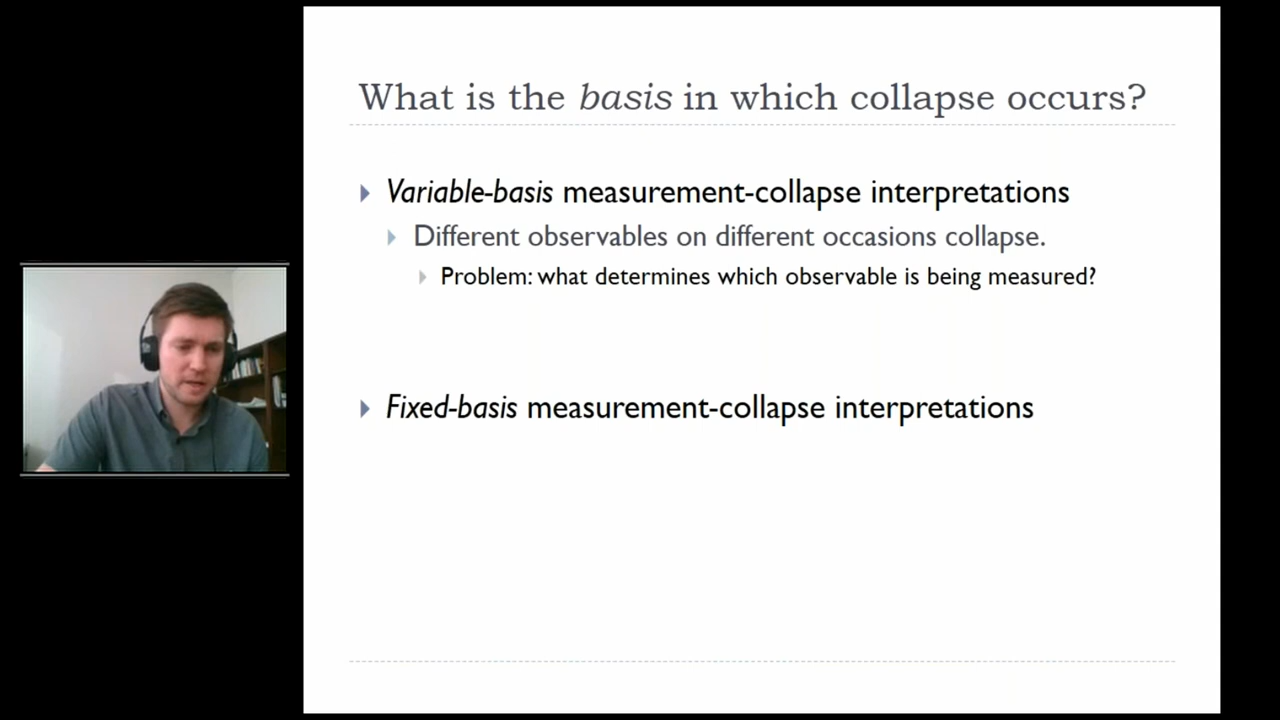 What is the basis in which collapse occurs?
Variable-basis measurement-collapse interpretations
Different observables on different occasions collapse.
Problem: what determines which observable is being measured?
Fixed-basis measurement-collapse interpretations